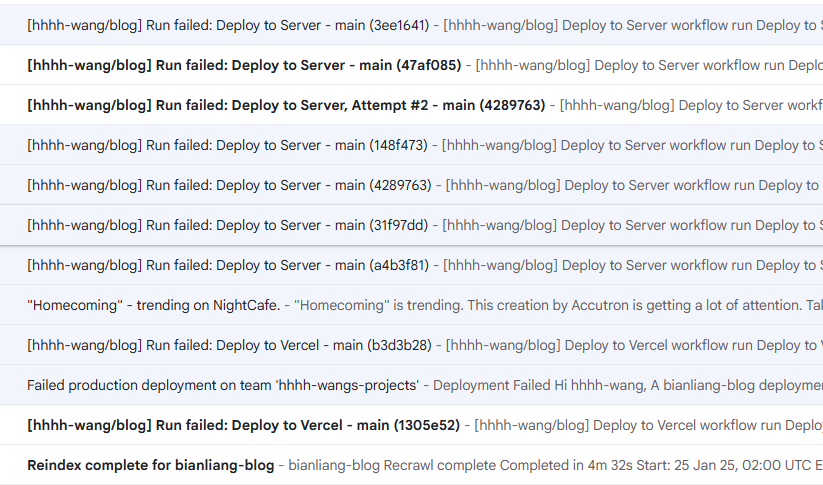 [hhhh-wang/blog] Run failed: Deploy to Server - main (3ee1641) - [hhhh-wang/blog] Deploy to Server workflow run Deploy to S
[hhhh-wang/blog] Run failed: Deploy to Server - main (47af085) - [hhhh-wang/blog] Deploy to Server workflow run Deplo
[hhhh-wang/blog] Run failed: Deploy to Server, Attempt #2 - main (4289763) - [hhhh-wang/blog] Deploy to Server workf
[hhhh-wang/blog] Run failed: Deploy to Server - main (148f473) - [hhhh-wang/blog] Deploy to Server workflow run Deploy to S
[hhhh-wang/blog] Run failed: Deploy to Server - main (4289763) - [hhhh-wang/blog] Deploy to Server workflow run Deploy to
[hhhh-wang/blog] Run failed: Deploy to Server - main (31f97dd) - [hhhh-wang/blog] Deploy to Server workflow run Deploy to S
[hhhh-wang/blog] Run failed: Deploy to Server - main (a4b3f81) - [hhhh-wang/blog] Deploy to Server workflow run Deploy to S
"Homecoming" - trending on NightCafe. - "Homecoming" is trending. This creation by Accutron is getting a lot of attention. Tak
[hhhh-wang/blog] Run failed: Deploy to Vercel - main (b3d3b28) - [hhhh-wang/blog] Deploy to Vercel workflow run Deploy to V
Failed production deployment on team 'hhhh-wangs-projects' - Deployment Failed Hi hhhh-wang, A bianliang-blog deployme
[hhhh-wang/blog] Run failed: Deploy to Vercel - main (1305e52) - [hhhh-wang/blog] Deploy to Vercel workflow run Deplo
Reindex complete for bianliang-blog - bianliang-blog Recrawl complete Completed in 4m 32s Start: 25 Jan 25, 02:00 UTC E